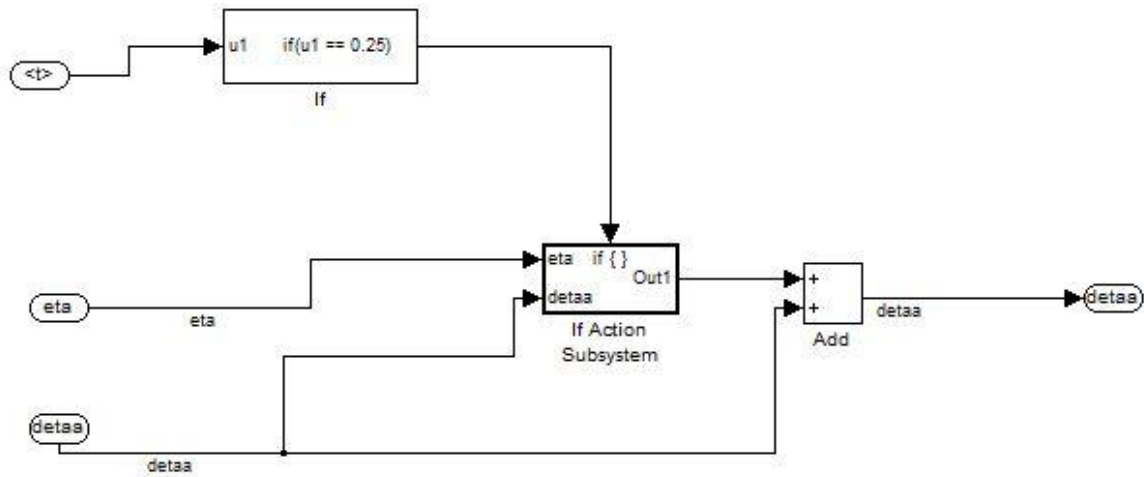 <t>
u1 if(u1 == 0.25)
If
eta if { }
Out1
detaa
If Action
Subsystem
eta
eta
+
+
Add
detaa
detaa
detaa
detaa